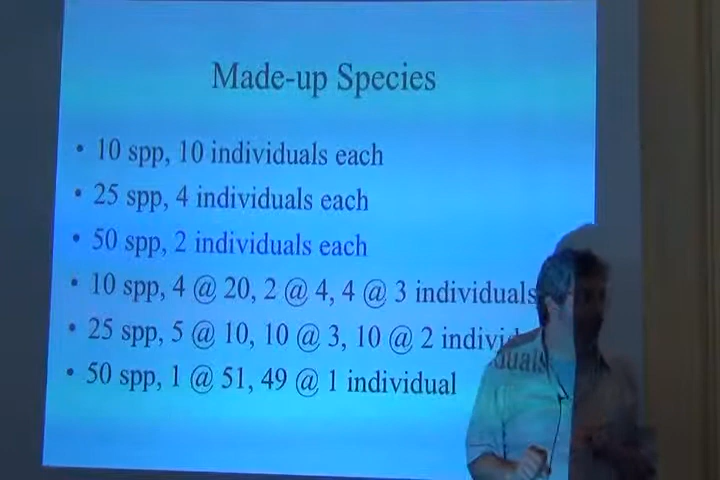 Made-up Species
• 10 spp, 10 individuals each
• 25 spp, 4 individuals each
• 50 spp, 2 individuals each
• 10 spp, 4 @ 20, 2 @ 4, 4 @ 3 individuals
• 25 spp, 5 @ 10, 10 @ 3, 10 @ 2 individuals
• 50 spp, 1 @ 51, 49 @ 1 individual